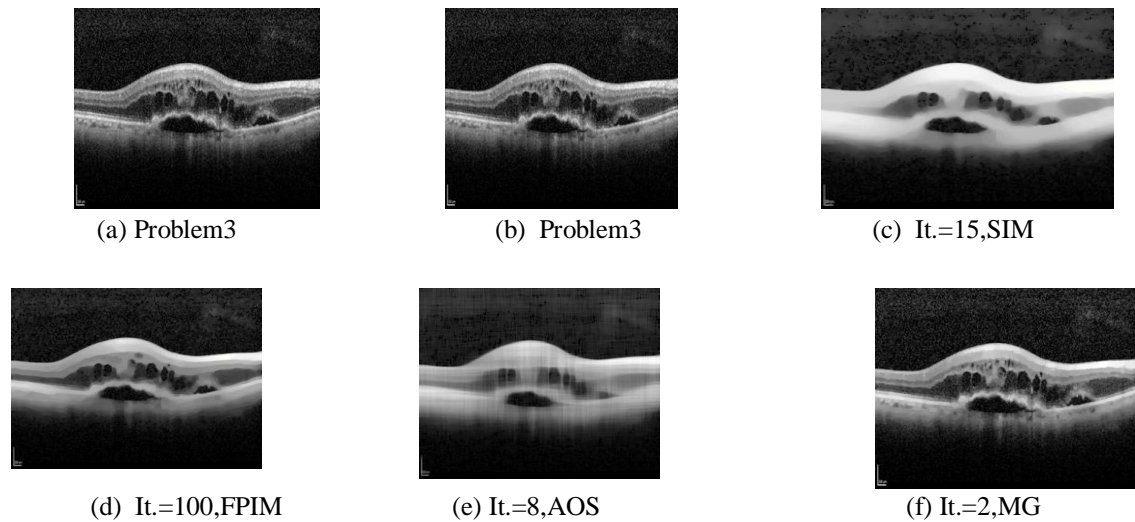 (a) Problem3
(b) Problem3
(c) It.=15,SIM
(d) It.=100,FPIM
(e) It.=8,AOS
(f) It.=2,MG